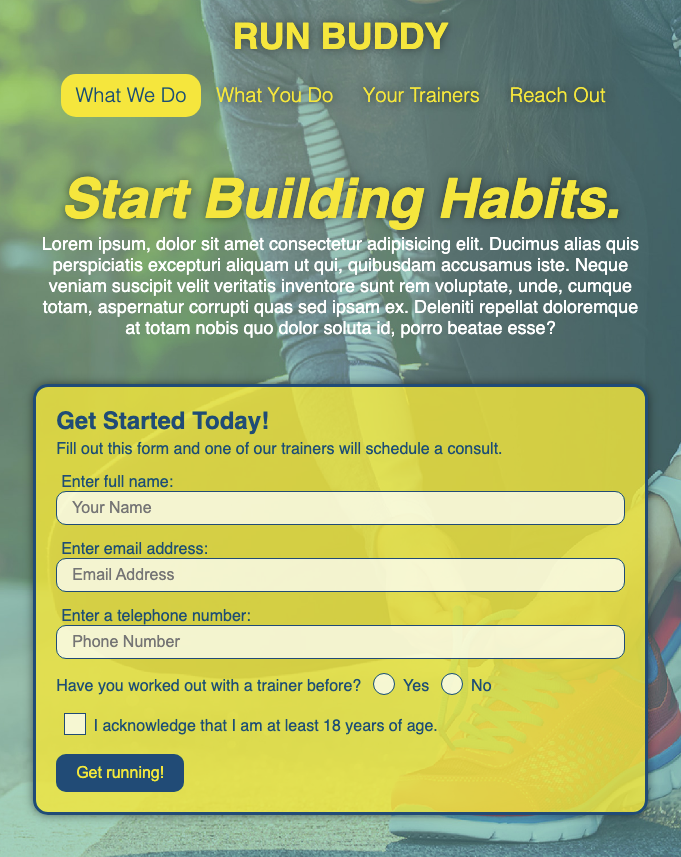 RUN BUDDY
What We Do What You Do Your Trainers Reach Out
Start Building Habits.
Lorem ipsum, dolor sit amet consectetur adipisicing elit. Ducimus alias quis
perspiciatis excepturi aliquam ut qui, quibusdam accusamus iste. Neque
veniam suscipit velit veritatis inventore sunt rem voluptate, unde, cumque
totam, aspernatur corrupti quas sed ipsam ex. Deleniti repellat doloremque
at totam nobis quo dolor soluta id, porro beatae esse?
Get Started Today!
Fill out this form and one of our trainers will schedule a consult.
Enter full name:
Your Name
Enter email address:
Email Address
Enter a telephone number:
Phone Number
Have you worked out with a trainer before? Yes No
I acknowledge that I am at least 18 years of age.
Get running!